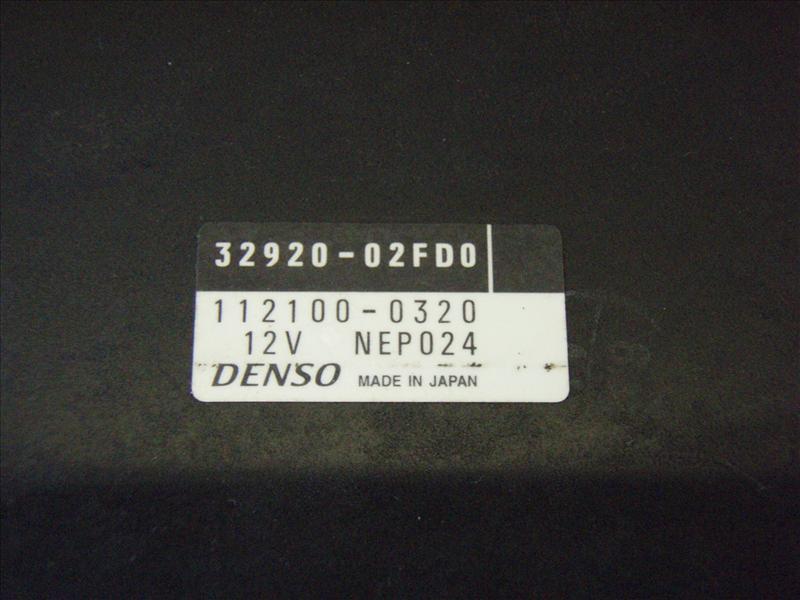 32920-02FD0
112100-0320
12V NEP024
DENSO MADE IN JAPAN